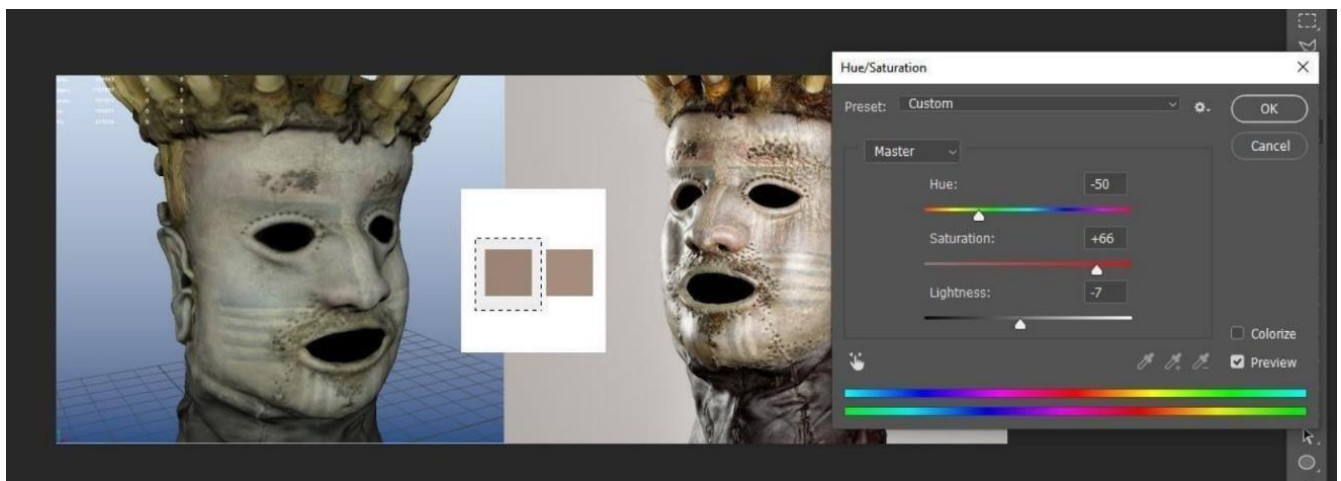 Hue/Saturation
Preset: Custom
OK
Master
Cancel
Hue: -50
Saturation: +66
Lightness: -7
Colorize
Preview